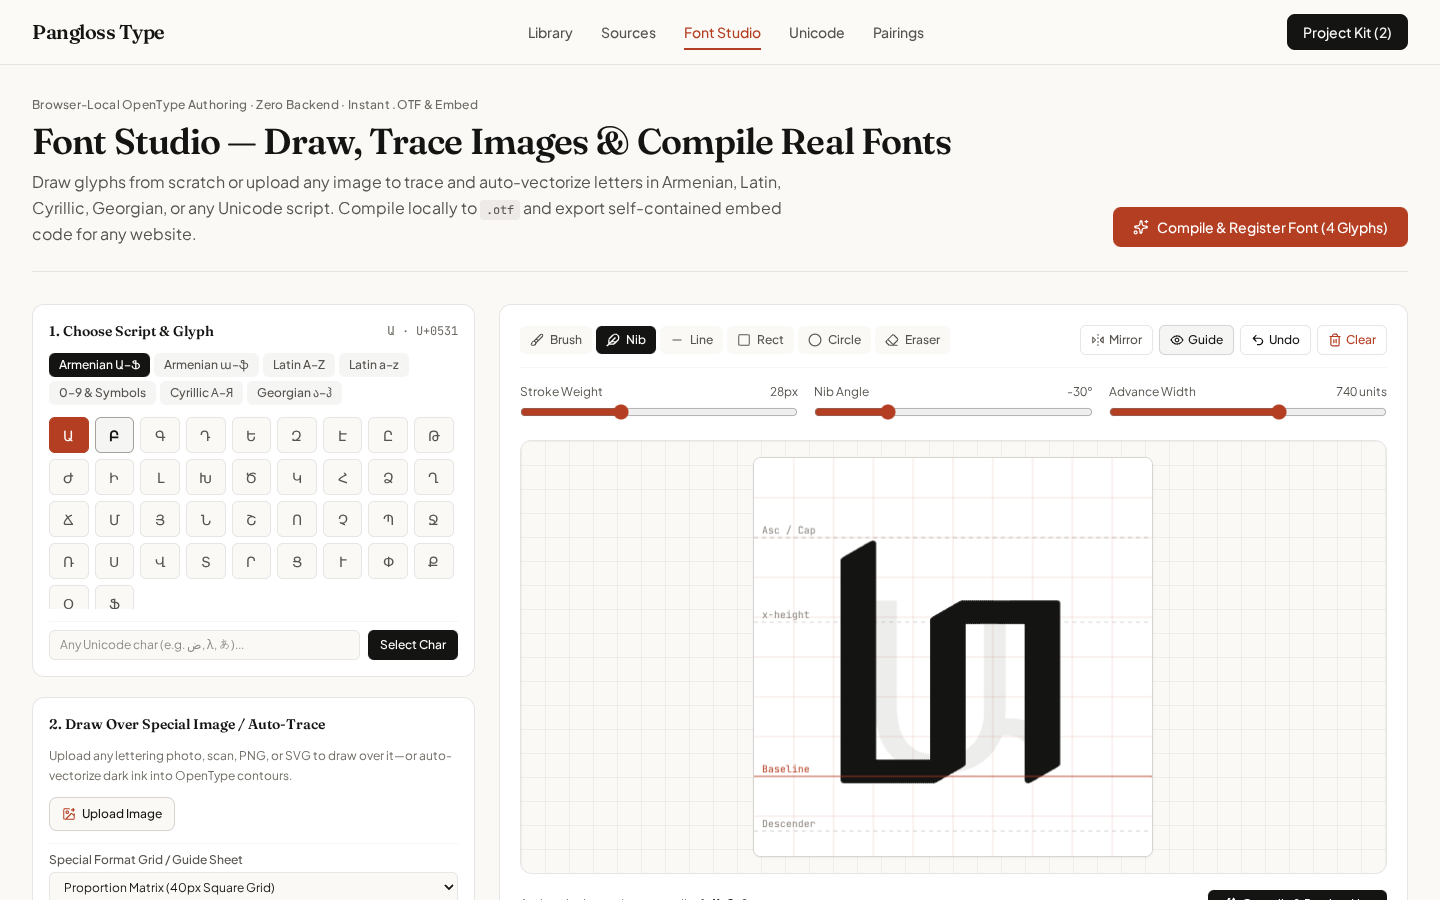 Pangloss Type
Library
Sources
Font Studio
Unicode
Pairings
Project Kit (2)
Browser-Local OpenType Authoring · Zero Backend · Instant .OTF & Embed
Font Studio — Draw, Trace Images & Compile Real Fonts
Draw glyphs from scratch or upload any image to trace and auto-vectorize letters in Armenian, Latin,
Cyrillic, Georgian, or any Unicode script. Compile locally to .otf and export self-contained embed
code for any website.
Compile & Register Font (4 Glyphs)
1. Choose Script & Glyph
Ա · U+0531
Armenian Ա–Ֆ
Armenian ա–ֆ
Latin A–Z
Latin a–z
0–9 & Symbols
Cyrillic А–Я
Georgian ა–ჰ
Ա Բ Գ Դ Ե Զ Է Ը Թ
Ժ Ի Լ Խ Ծ Կ Հ Ձ Ղ
Ճ Մ Յ Ն Շ Ո Չ Պ Ջ
Ռ Ս Վ Տ Ր Ց Ւ Փ Ք
Օ Ֆ
Any Unicode char (e.g. ض, λ, あ)...
Select Char
2. Draw Over Special Image / Auto-Trace
Upload any lettering photo, scan, PNG, or SVG to draw over it—or auto-
vectorize dark ink into OpenType contours.
Upload Image
Special Format Grid / Guide Sheet
Proportion Matrix (40px Square Grid)
Brush
Nib
Line
Rect
Circle
Eraser
Mirror
Guide
Undo
Clear
Stroke Weight
28px
Nib Angle
-30°
Advance Width
740 units
Asc / Cap
x-height
Baseline
Descender